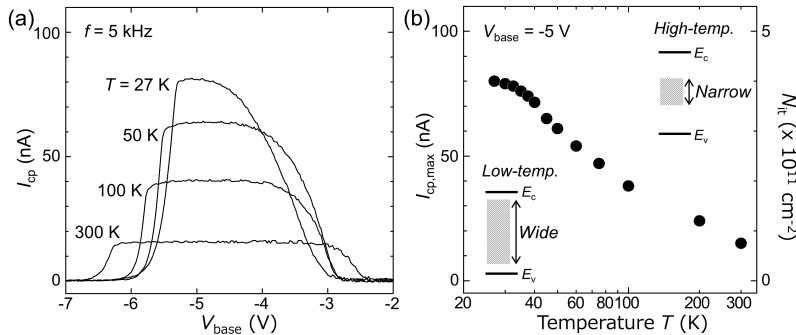 (a)
f = 5 kHz
T = 27 K
50 K
100 K
300 K
100
50
0
I_cp (nA)
-7 -6 -5 -4 -3 -2
V_base (V)
(b)
V_base = -5 V
High-temp.
E_c
Narrow
E_v
Low-temp.
E_c
Wide
E_v
100
50
0
I_cp,max (nA)
5
0
N_it (x 10^11 cm^-2)
20 40 60 80 100 200 300
Temperature T (K)